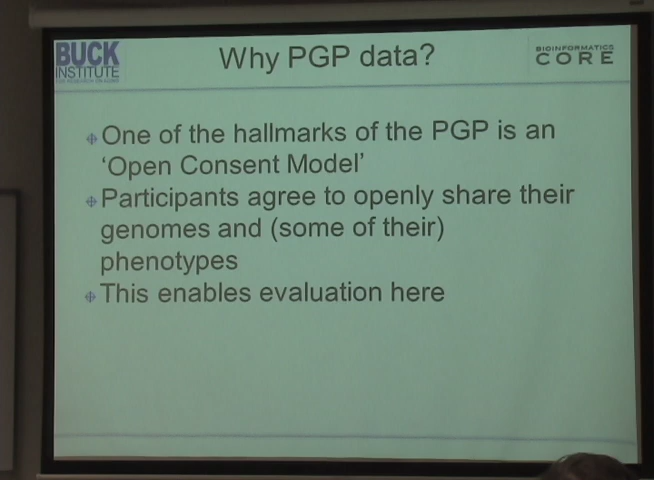 BUCK
INSTITUTE
Why PGP data?
BIOINFORMATICS
CORE
One of the hallmarks of the PGP is an
‘Open Consent Model’
Participants agree to openly share their
genomes and (some of their)
phenotypes
This enables evaluation here